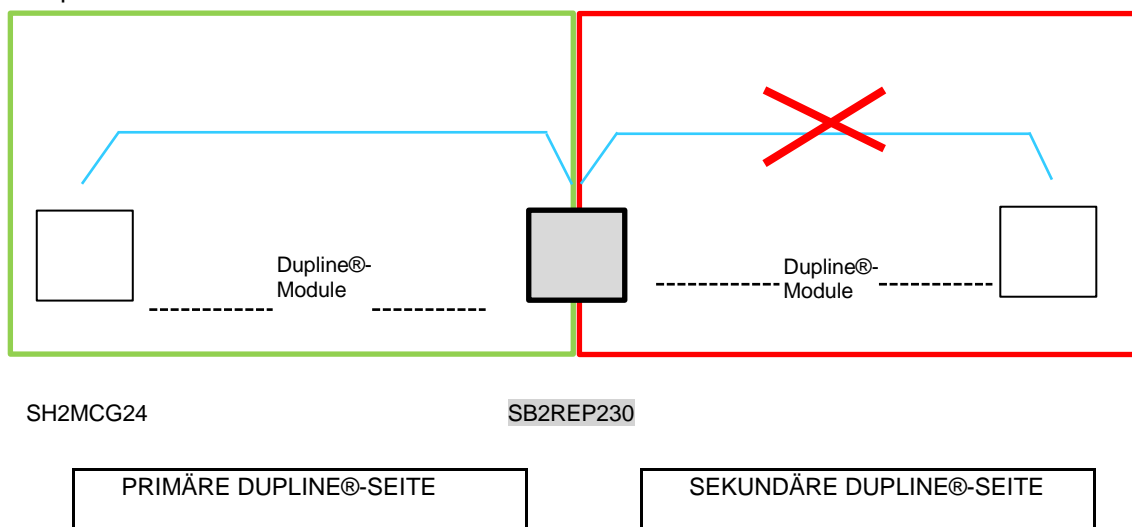 Dupline®-
Module
Dupline®-
Module
SH2MCG24
SB2REP230
PRIMÄRE DUPLINE®-SEITE
SEKUNDÄRE DUPLINE®-SEITE